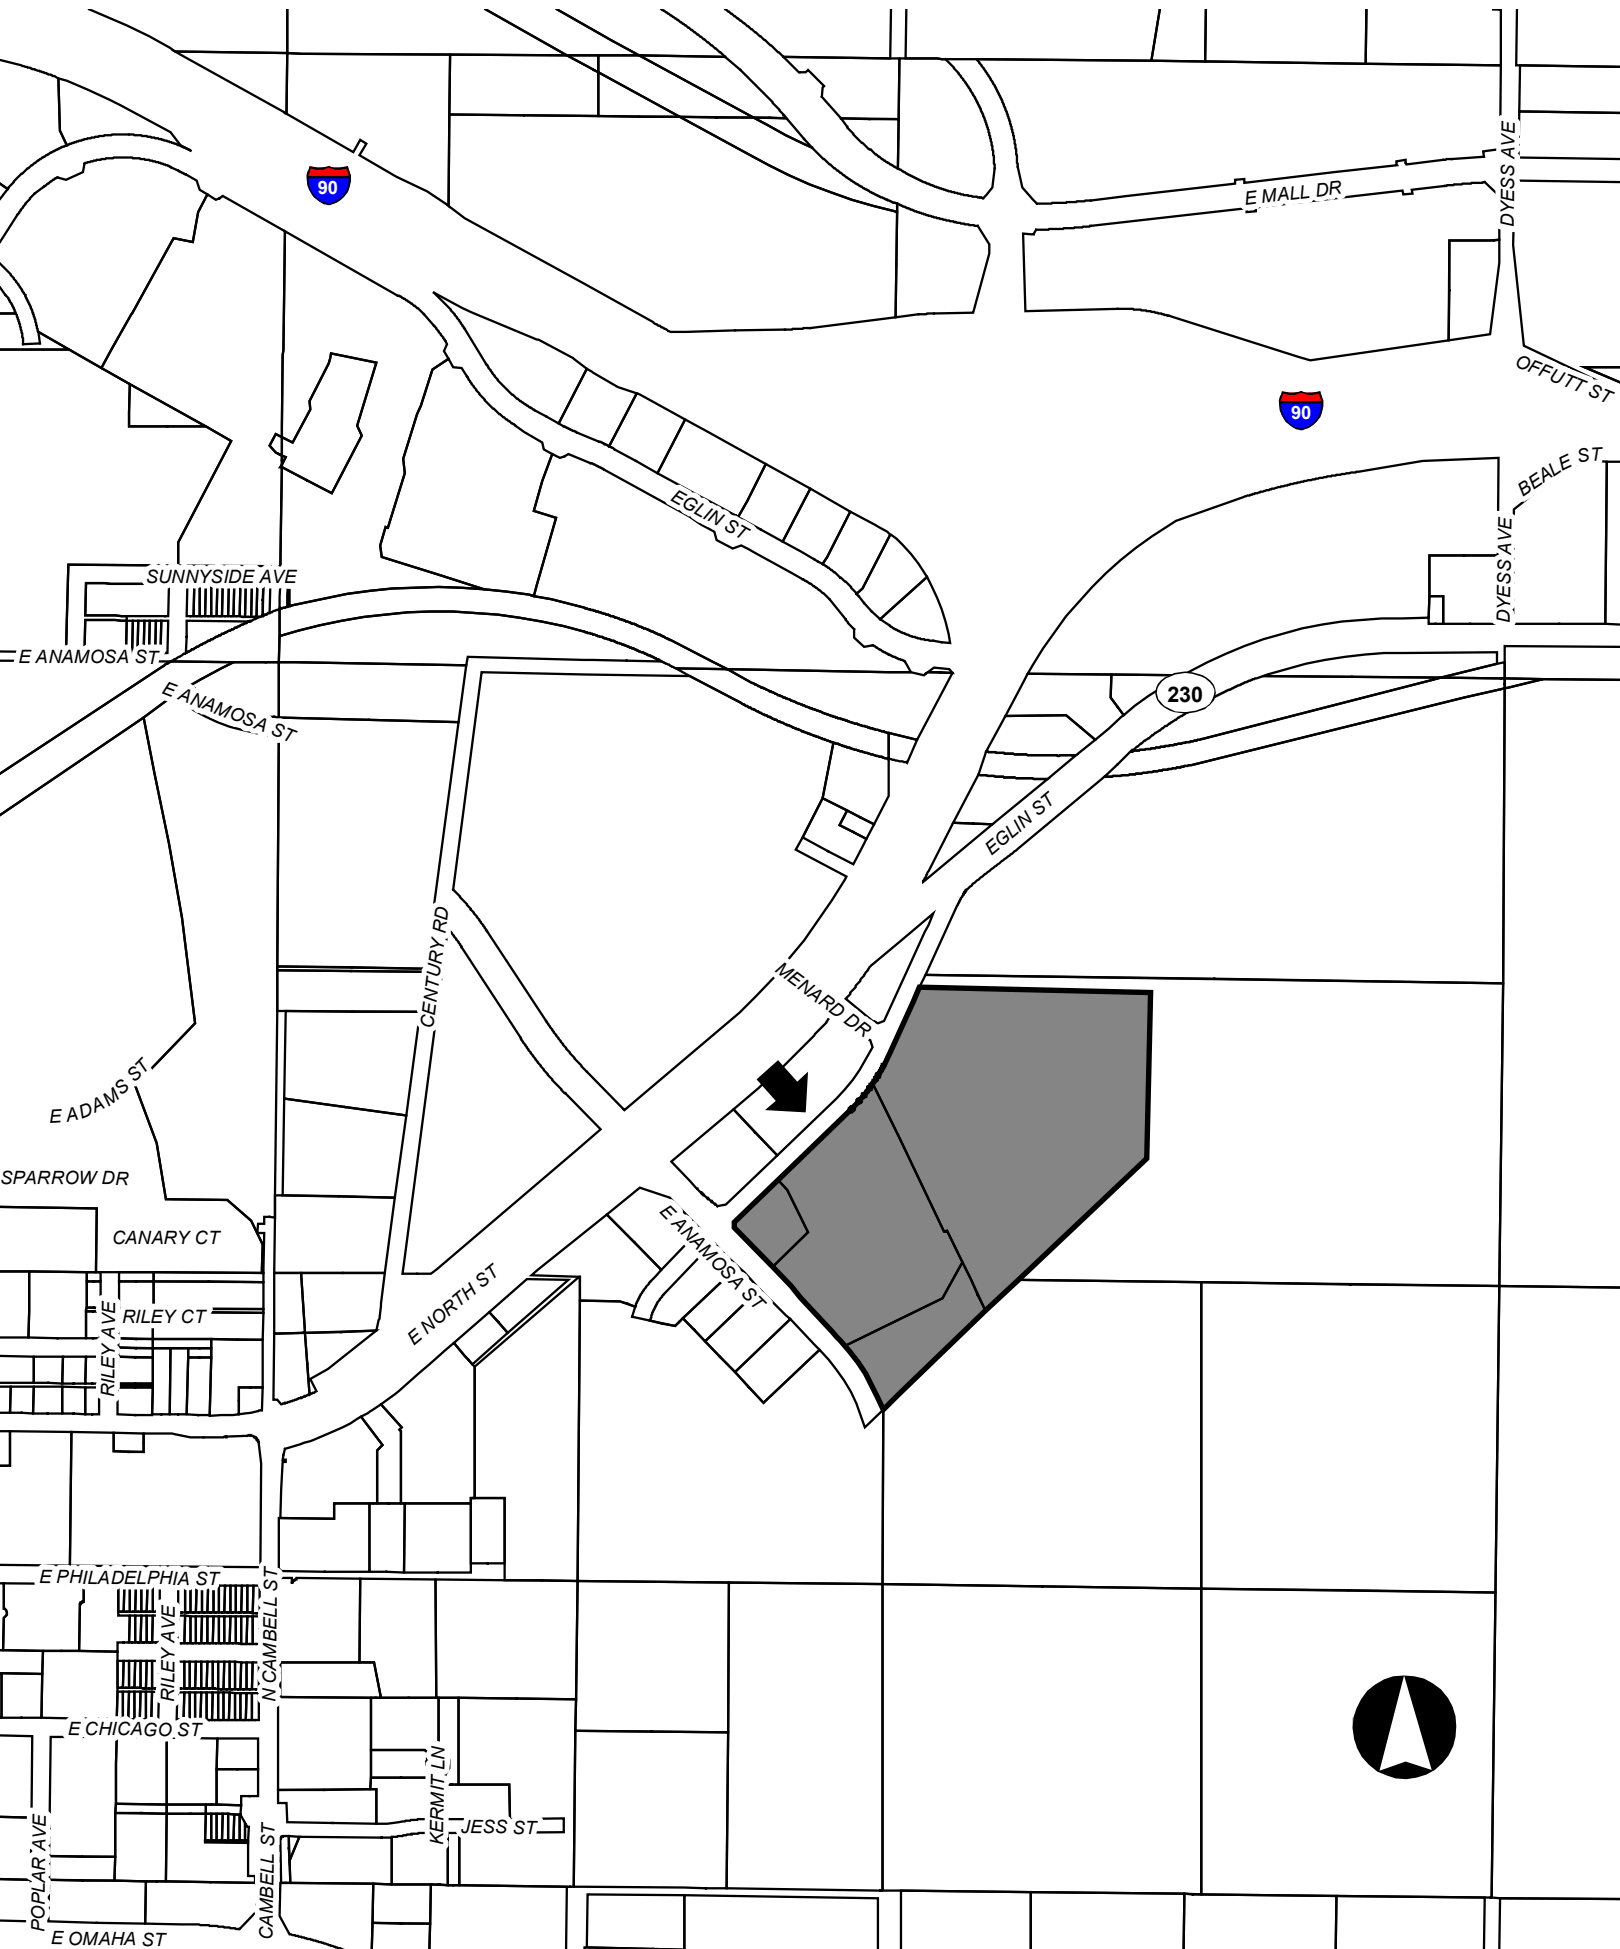 DYESS AVE
E MALL DR
90
OFFUTT ST
90
BEALE ST
EGLIN ST
DYESS AVE
SUNNYSIDE AVE
E ANAMOSA ST
E ANAMOSA ST
230
EGLIN ST
CENTURY RD
MENARD DR
E ADAMS ST
SPARROW DR
CANARY CT
E ANAMOSA ST
E NORTH ST
RILEY CT
RILEY AVE
E PHILADELPHIA ST
N CAMBELL ST
RILEY AVE
E CHICAGO ST
KERMIT LN
JESS ST
POPLAR AVE
CAMBELL ST
E OMAHA ST